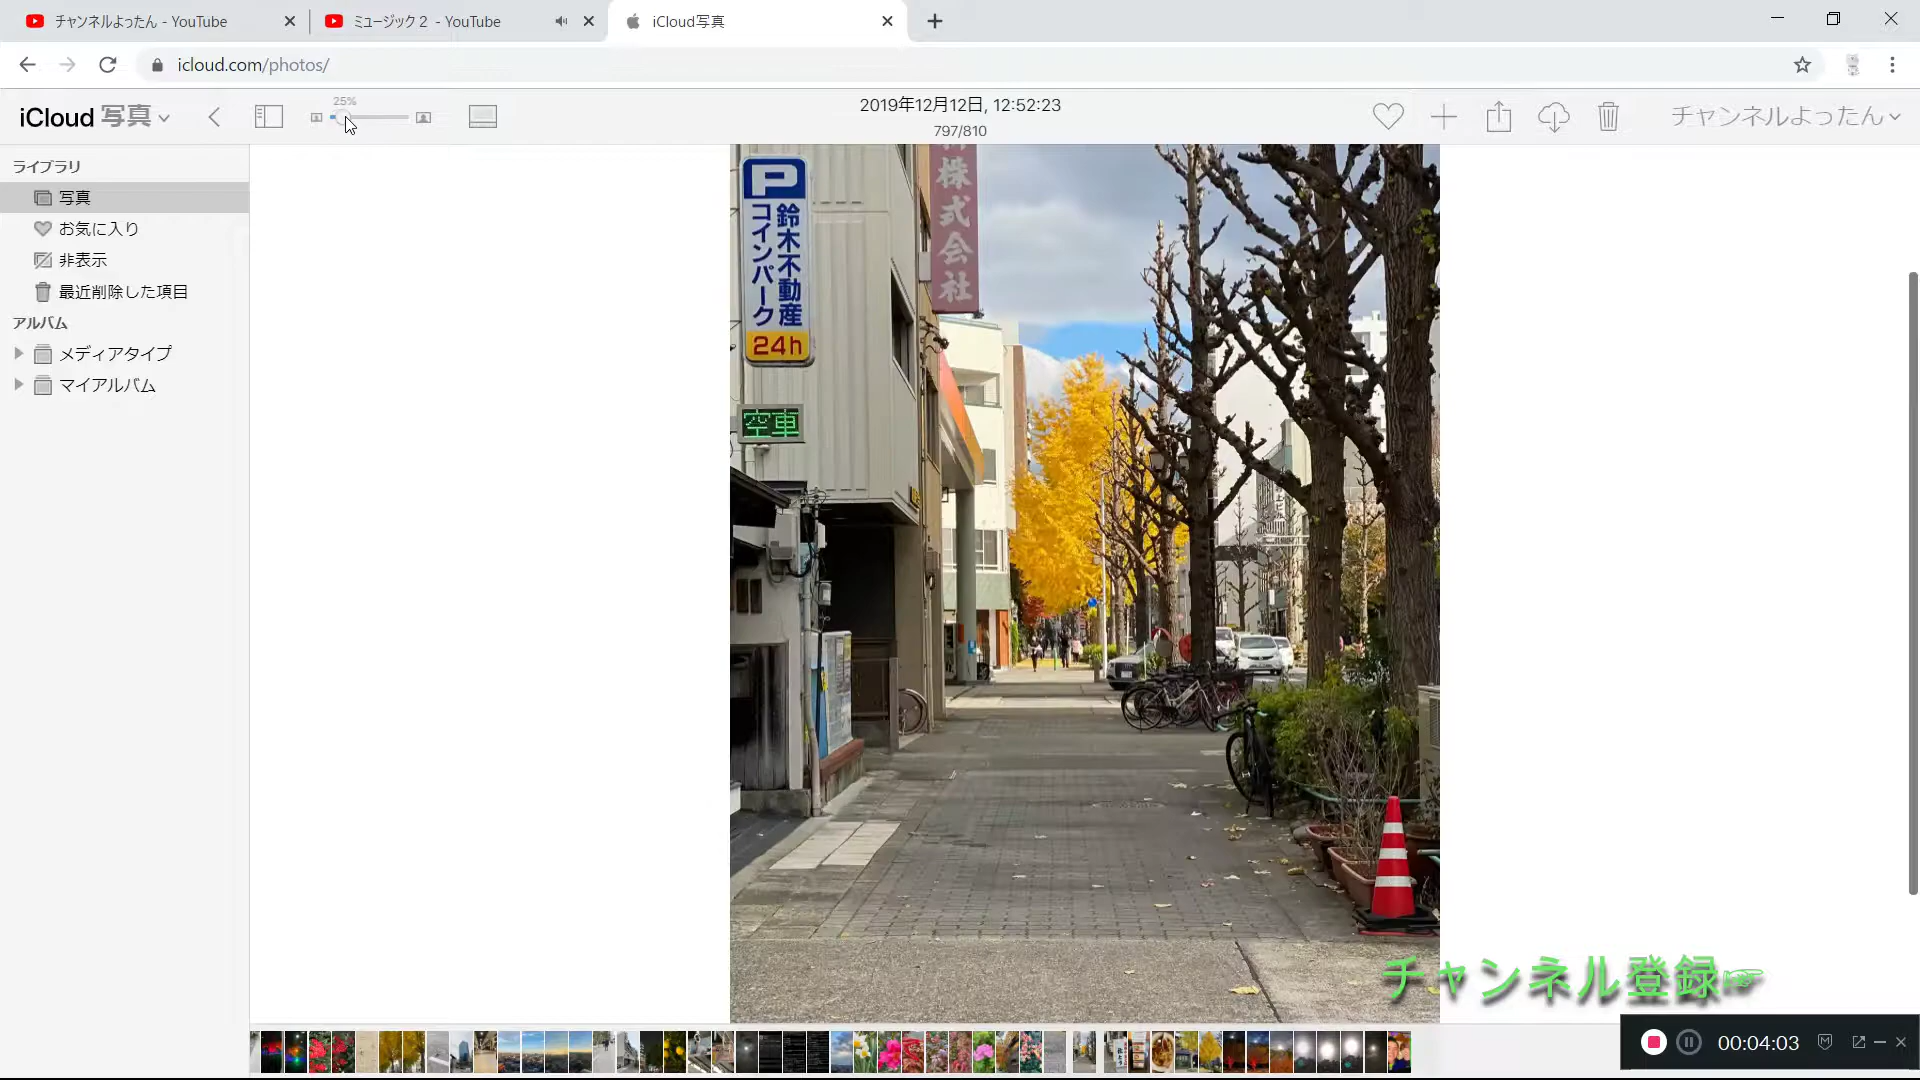 チャンネルよったん - YouTube
ミュージック２ - YouTube
iCloud写真
icloud.com/photos/
iCloud 写真
25%
2019年12月12日, 12:52:23
797/810
チャンネルよったん
ライブラリ
写真
お気に入り
非表示
最近削除した項目
アルバム
メディアタイプ
マイアルバム
P
鈴木不動産
コインパーク
24h
空車
株式会社
チャンネル登録☞
00:04:03